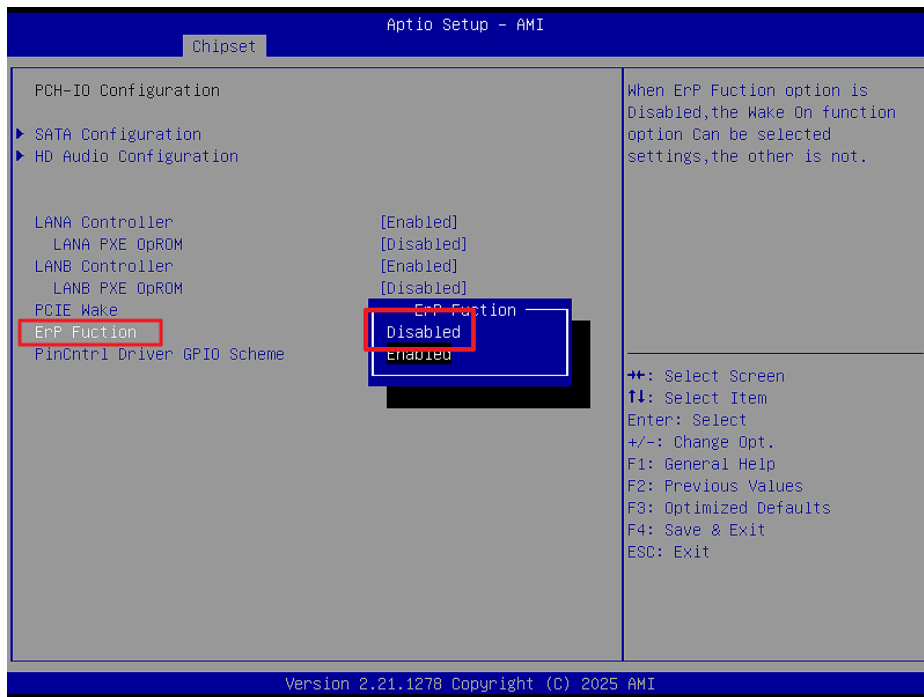 Aptio Setup – AMI
Chipset
PCH-IO Configuration
SATA Configuration
HD Audio Configuration
LANA Controller [Enabled]
LANA PXE OpROM [Disabled]
LANB Controller [Enabled]
LANB PXE OpROM [Disabled]
PCIE Wake
ErP Fuction
PinCntrl Driver GPIO Scheme
ErP Fuction
Disabled
Enabled
When ErP Fuction option is
Disabled,the Wake On function
option Can be selected
settings,the other is not.
→←: Select Screen
↑↓: Select Item
Enter: Select
+/-: Change Opt.
F1: General Help
F2: Previous Values
F3: Optimized Defaults
F4: Save & Exit
ESC: Exit
Version 2.21.1278 Copyright (C) 2025 AMI